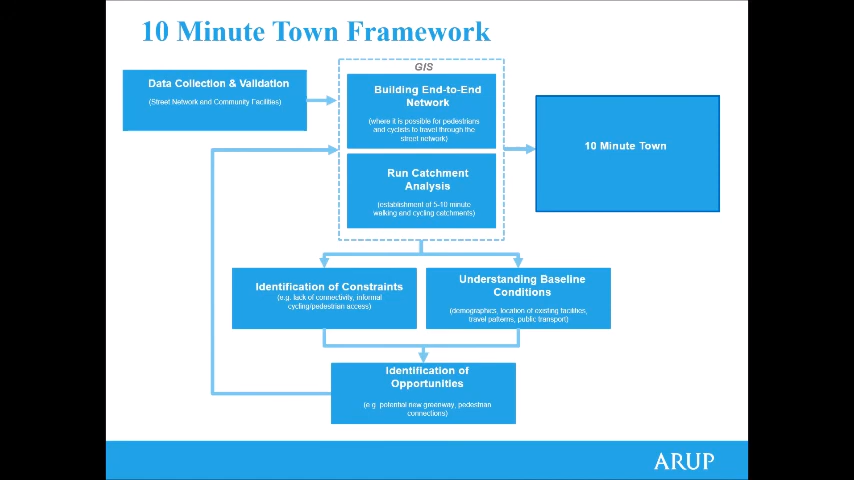 10 Minute Town Framework
GIS
Data Collection & Validation
(Street Network and Community Facilities)
Building End-to-End
Network
(where it is possible for pedestrians
and cyclists to travel through the
street network)
Run Catchment
Analysis
(establishment of 5-10 minute
walking and cycling catchments)
10 Minute Town
Identification of Constraints
(e.g. lack of connectivity, informal
cycling/pedestrian access)
Understanding Baseline
Conditions
(demographics, location of existing facilities,
travel patterns, public transport)
Identification of
Opportunities
(e.g. potential new greenway, pedestrian
connections)
ARUP